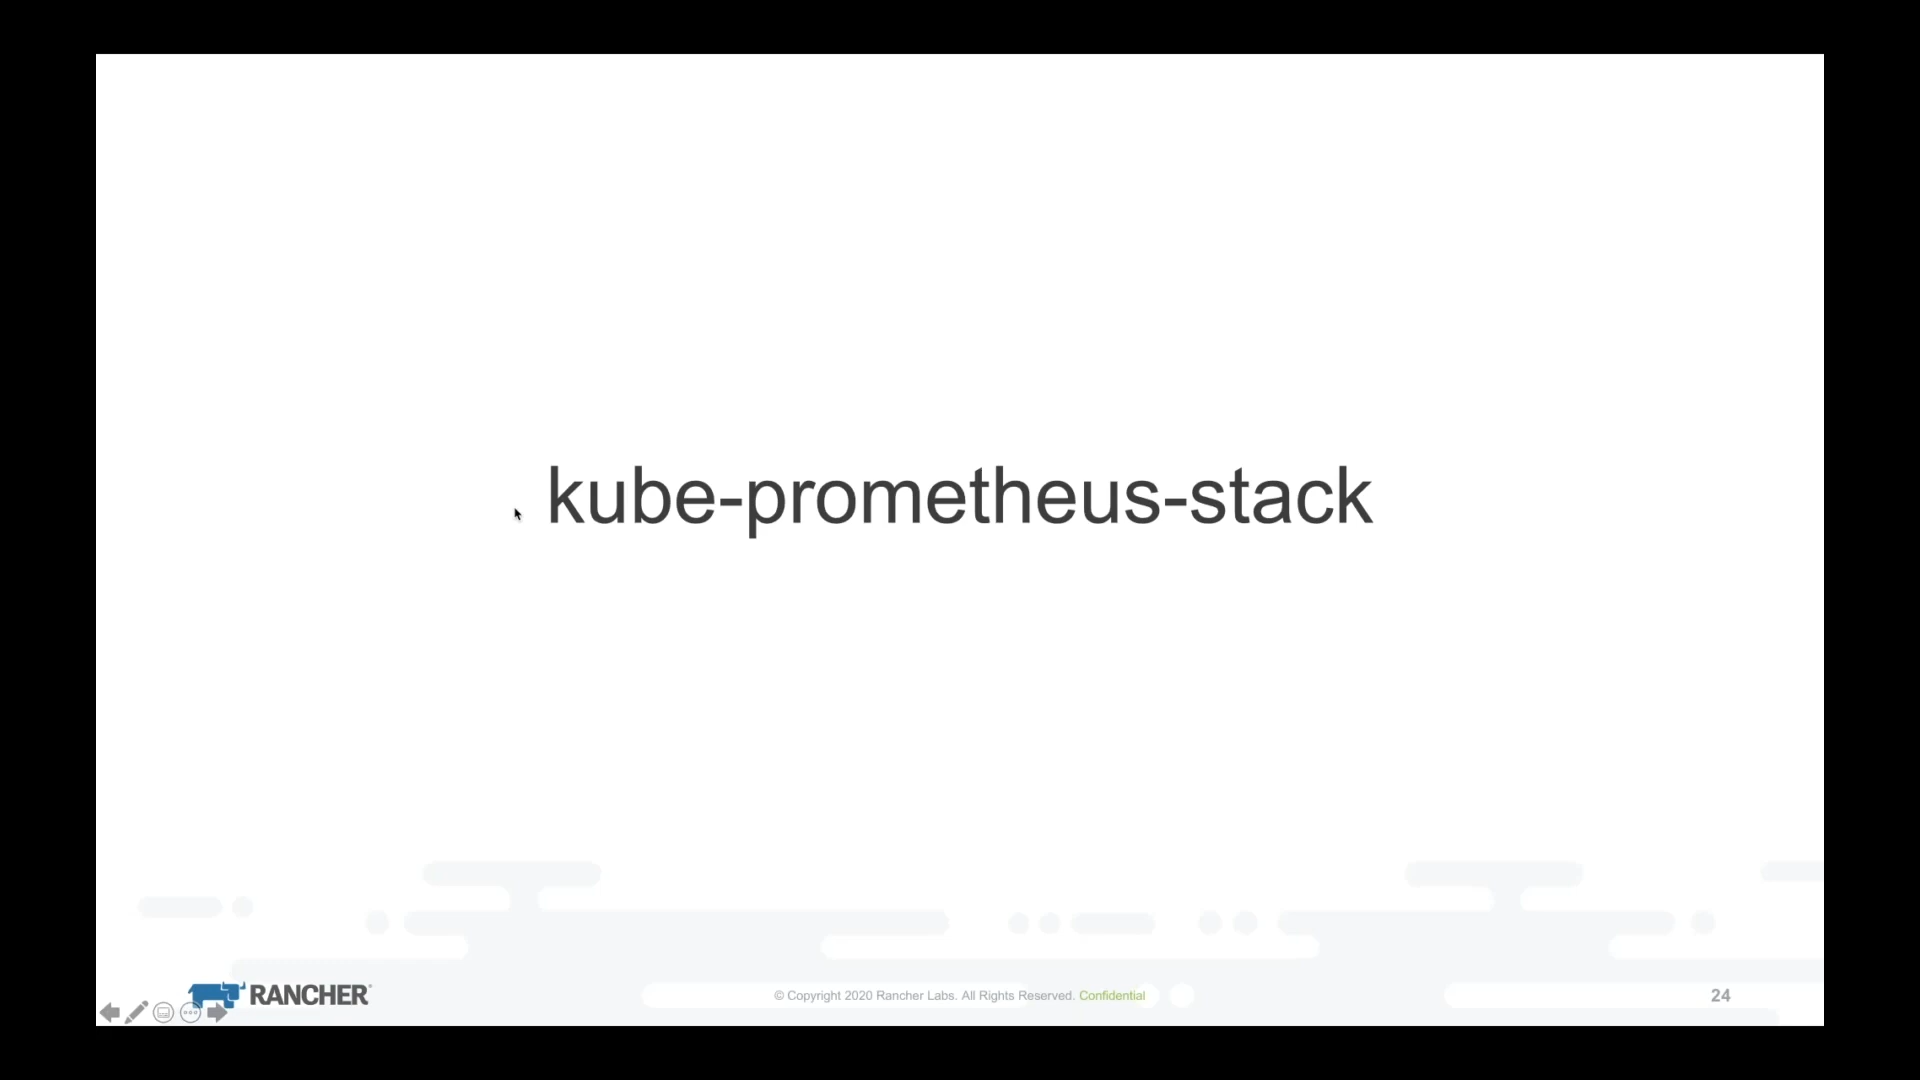 kube-prometheus-stack
RANCHER®
© Copyright 2020 Rancher Labs. All Rights Reserved. Confidential
24